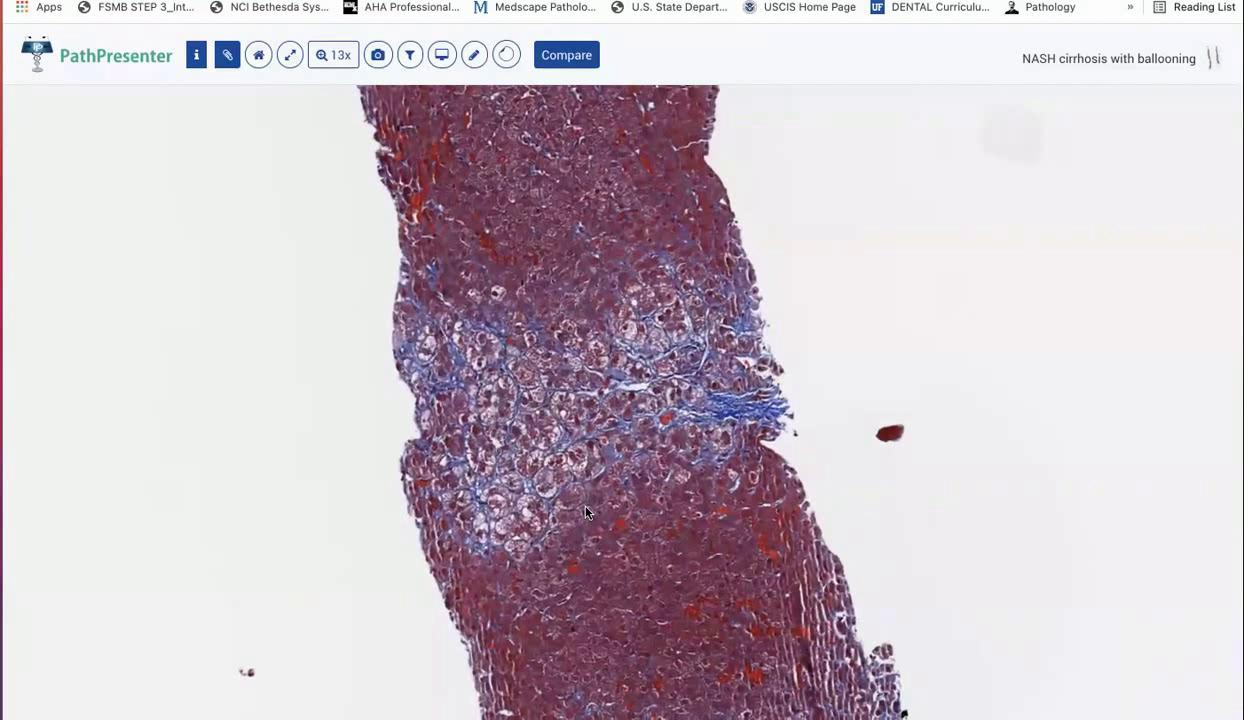 Apps FSMB STEP 3_Int... NCI Bethesda Sys... AHA Professional... Medscape Patholo... U.S. State Depart... USCIS Home Page UF DENTAL Curriculu... Pathology » Reading List
PathPresenter i 13x Compare NASH cirrhosis with ballooning